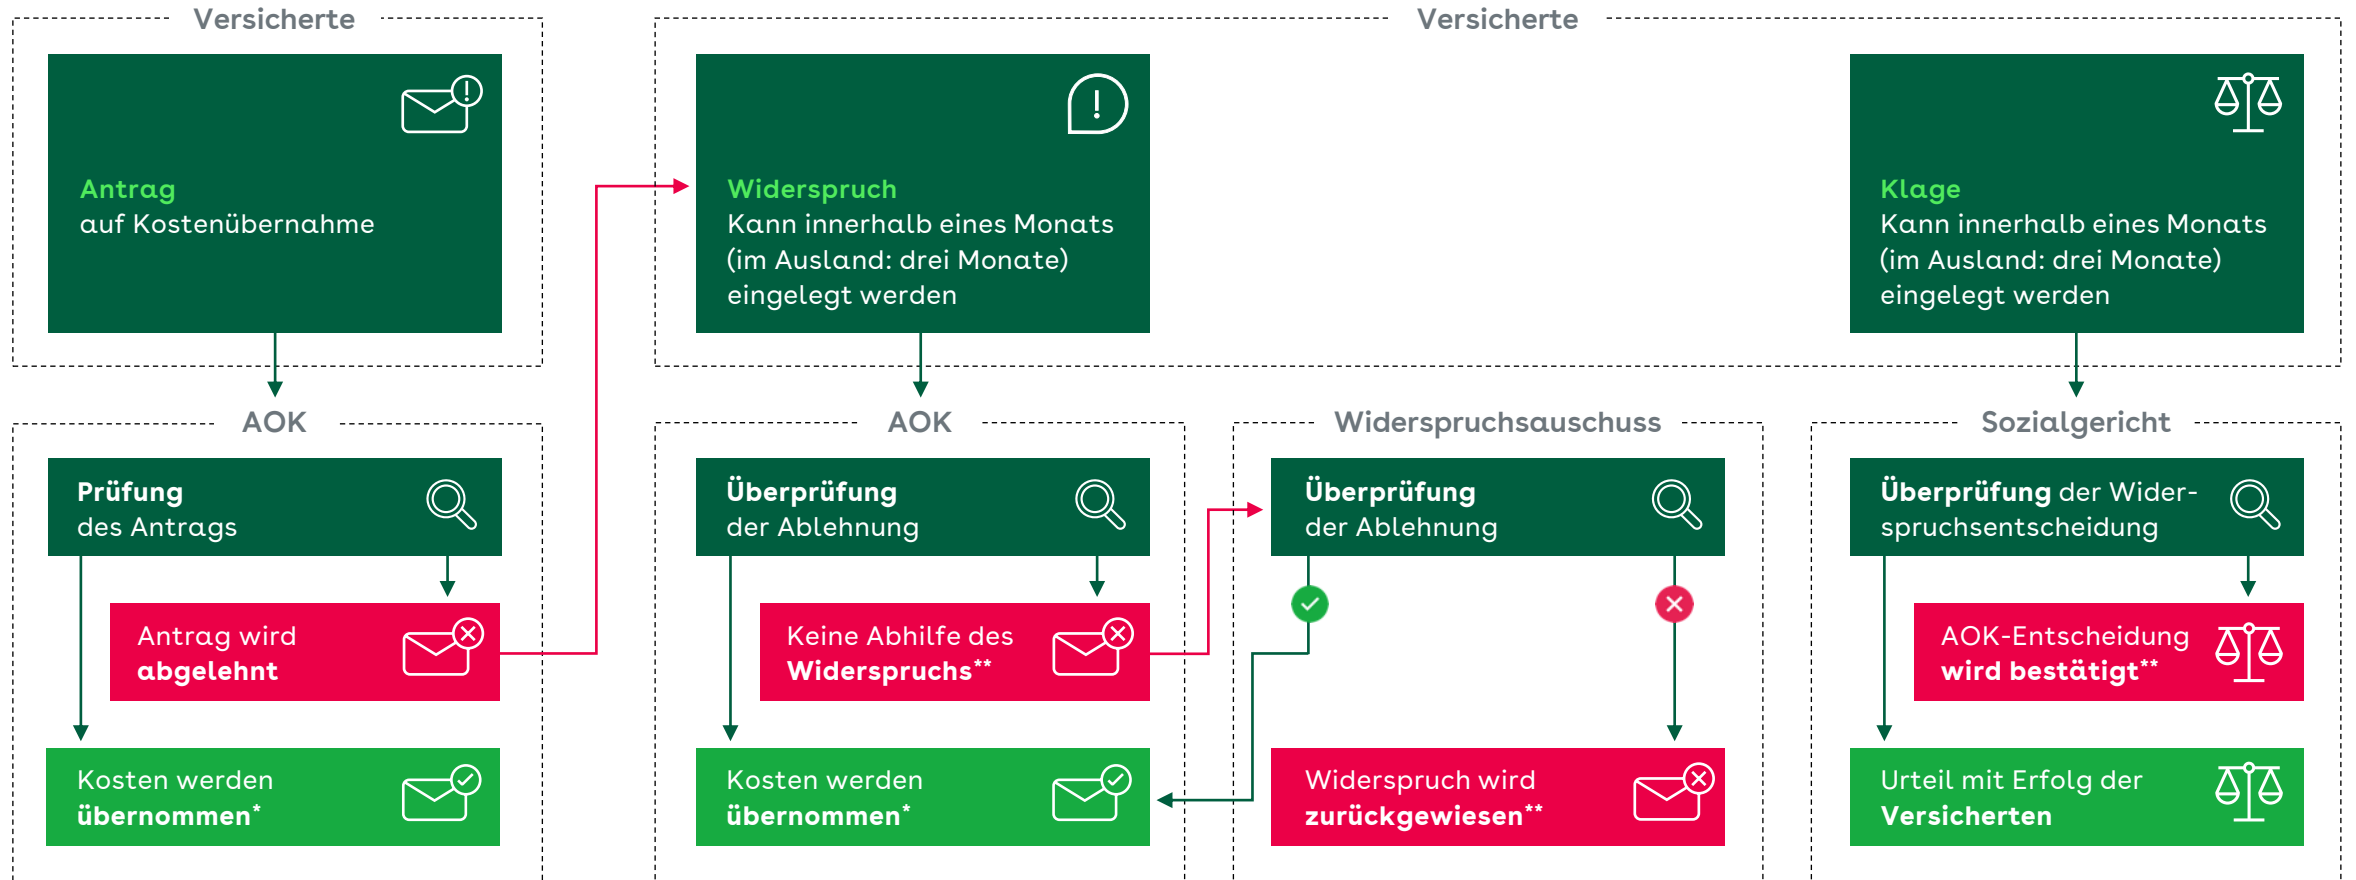 Versicherte
Antrag
auf Kostenübernahme
AOK
Prüfung
des Antrags
Antrag wird
abgelehnt
Kosten werden
übernommen*
Versicherte
Widerspruch
Kann innerhalb eines Monats
(im Ausland: drei Monate)
eingelegt werden
Klage
Kann innerhalb eines Monats
(im Ausland: drei Monate)
eingelegt werden
AOK
Überprüfung
der Ablehnung
Keine Abhilfe des
Widerspruchs**
Kosten werden
übernommen*
Widerspruchsauschuss
Überprüfung
der Ablehnung
Widerspruch wird
zurückgewiesen**
Sozialgericht
Überprüfung der Wider-
spruchsentscheidung
AOK-Entscheidung
wird bestätigt**
Urteil mit Erfolg der
Versicherten